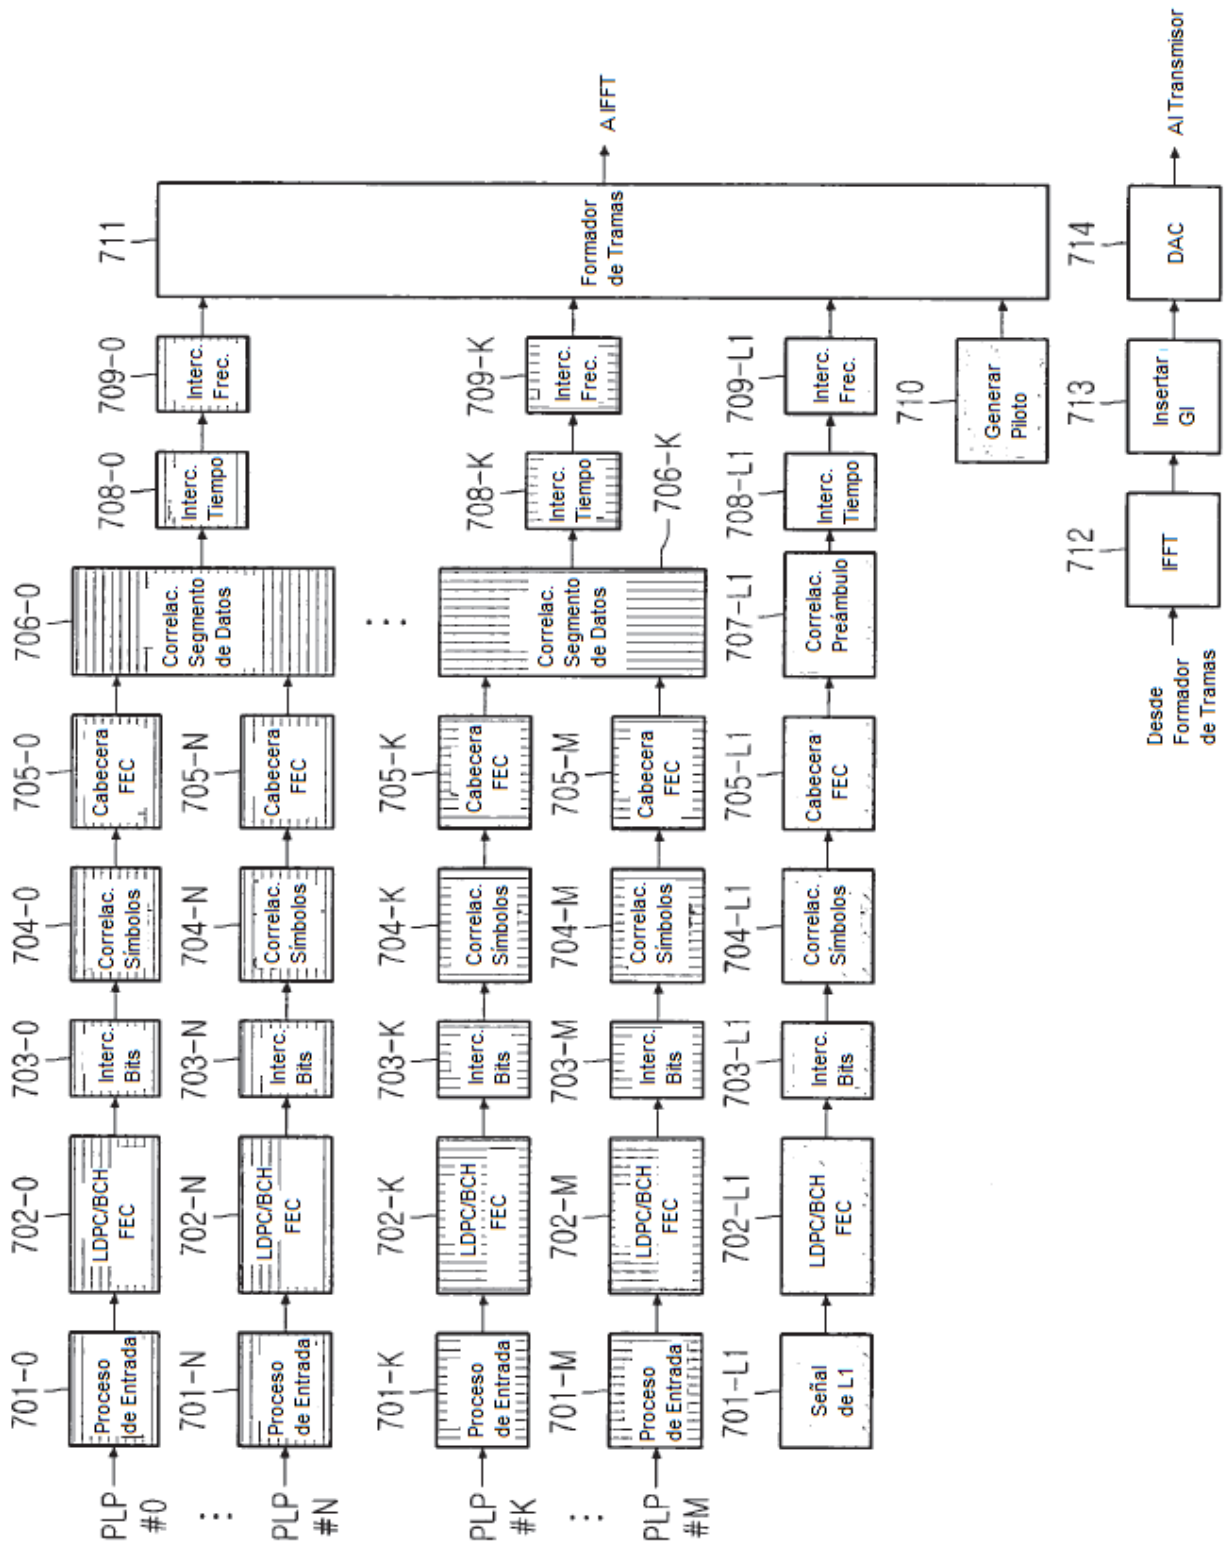 701-0
702-0
703-0
704-0
705-0
706-0
PLP
#0
Proceso
de Entrada
LDPC/BCH
FEC
Interc.
Bits
Correlac.
Símbolos
Cabecera
FEC
Correlac.
Segmento
de Datos
708-0
709-0
711
Interc.
Tiempo
Interc.
Frec.
701-N
702-N
703-N
704-N
705-N
PLP
#N
Proceso
de Entrada
LDPC/BCH
FEC
Interc.
Bits
Correlac.
Símbolos
Cabecera
FEC
701-K
702-K
703-K
704-K
705-K
PLP
#K
Proceso
de Entrada
LDPC/BCH
FEC
Interc.
Bits
Correlac.
Símbolos
Cabecera
FEC
Correlac.
Segmento
de Datos
708-K
709-K
Interc.
Tiempo
Interc.
Frec.
Formador
de Tramas
A IFFT
701-M
702-M
703-M
704-M
705-M
706-K
PLP
#M
Proceso
de Entrada
LDPC/BCH
FEC
Interc.
Bits
Correlac.
Símbolos
Cabecera
FEC
701-L1
702-L1
703-L1
704-L1
705-L1
707-L1
708-L1
709-L1
Señal
de L1
LDPC/BCH
FEC
Interc.
Bits
Correlac.
Símbolos
Cabecera
FEC
Correlac.
Preámbulo
Interc.
Tiempo
Interc.
Frec.
710
Generar
Piloto
712
713
714
Desde
Formador
de Tramas
IFFT
Insertar
GI
DAC
Al Transmisor